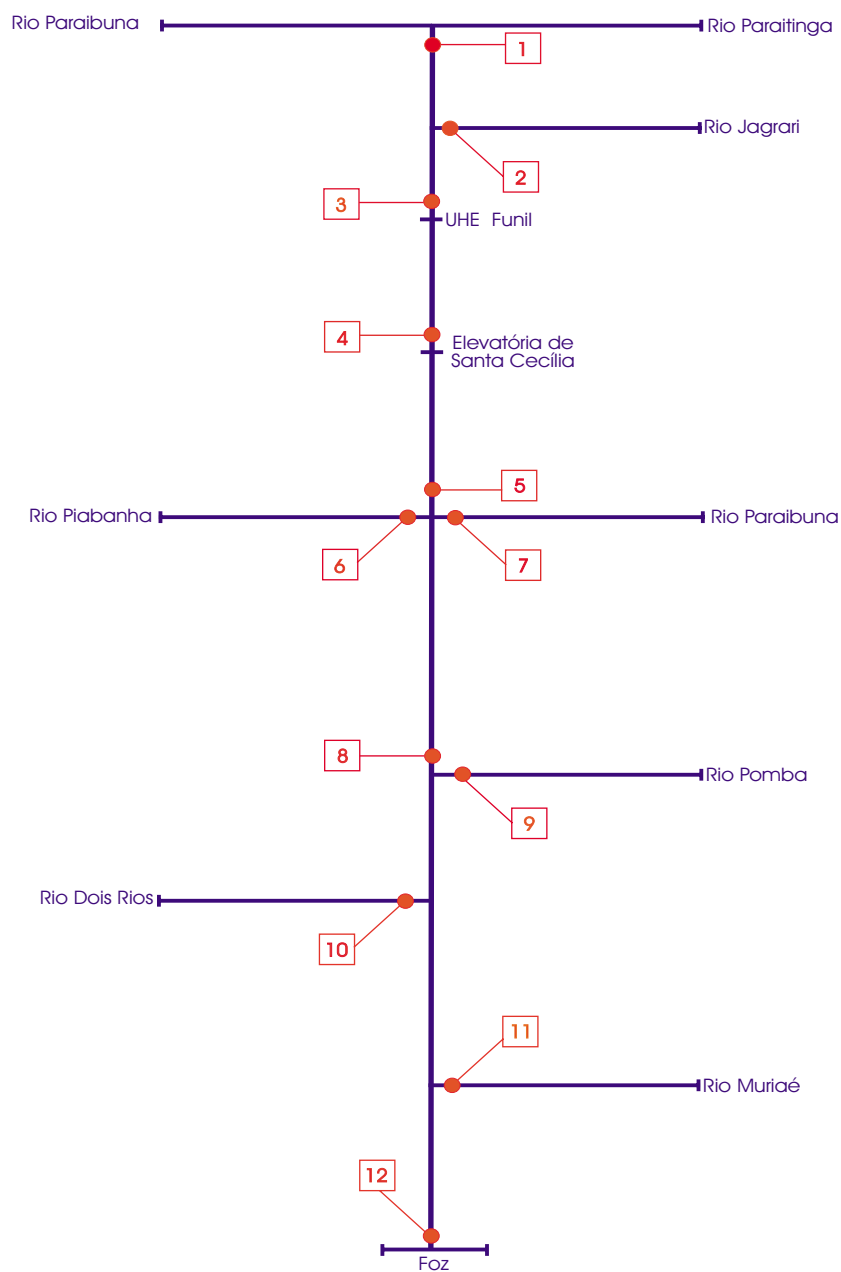 Rio Paraibuna
Rio Paraitinga
1
Rio Jagrari
2
3
UHE Funil
4
Elevatória de
Santa Cecília
5
Rio Piabanha
Rio Paraibuna
6
7
8
Rio Pomba
9
Rio Dois Rios
10
11
Rio Muriaé
12
Foz